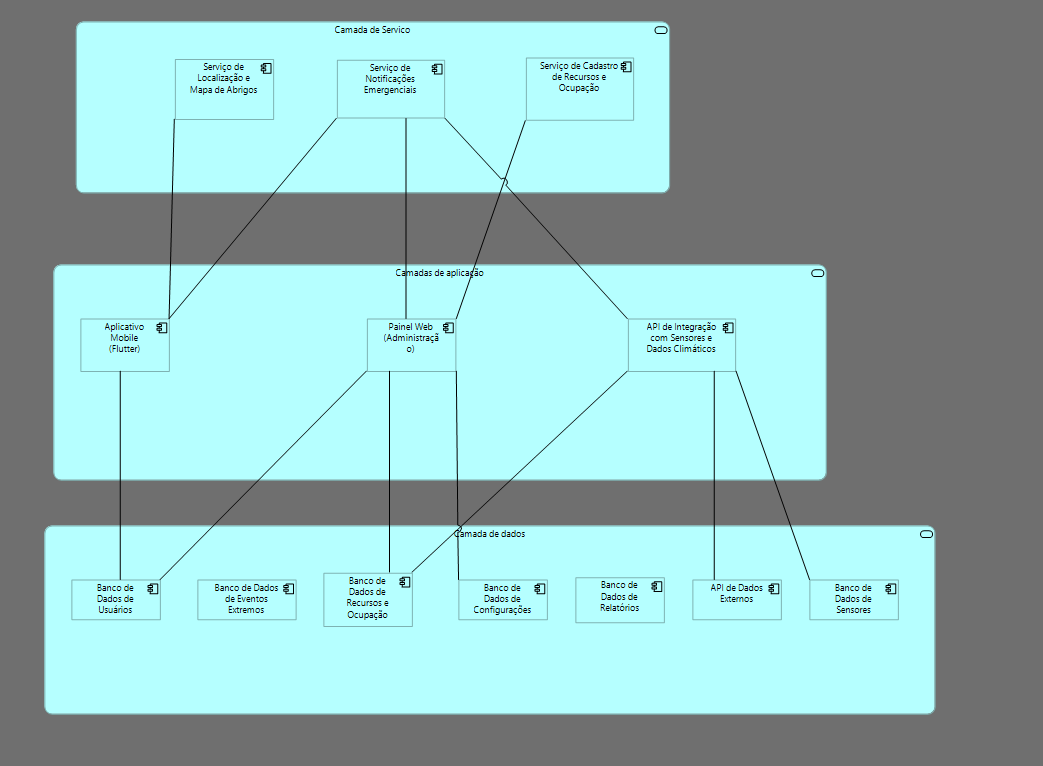 Camada de Servico
Serviço de
Localização e
Mapa de Abrigos
Serviço de
Notificações
Emergenciais
Serviço de Cadastro
de Recursos e
Ocupação
Camadas de aplicação
Aplicativo
Mobile
(Flutter)
Painel Web
(Administraçã
o)
API de Integração
com Sensores e
Dados Climáticos
Camada de dados
Banco de
Dados de
Usuários
Banco de Dados
de Eventos
Extremos
Banco de
Dados de
Recursos e
Ocupação
Banco de
Dados de
Configurações
Banco de
Dados de
Relatórios
API de Dados
Externos
Banco de
Dados de
Sensores